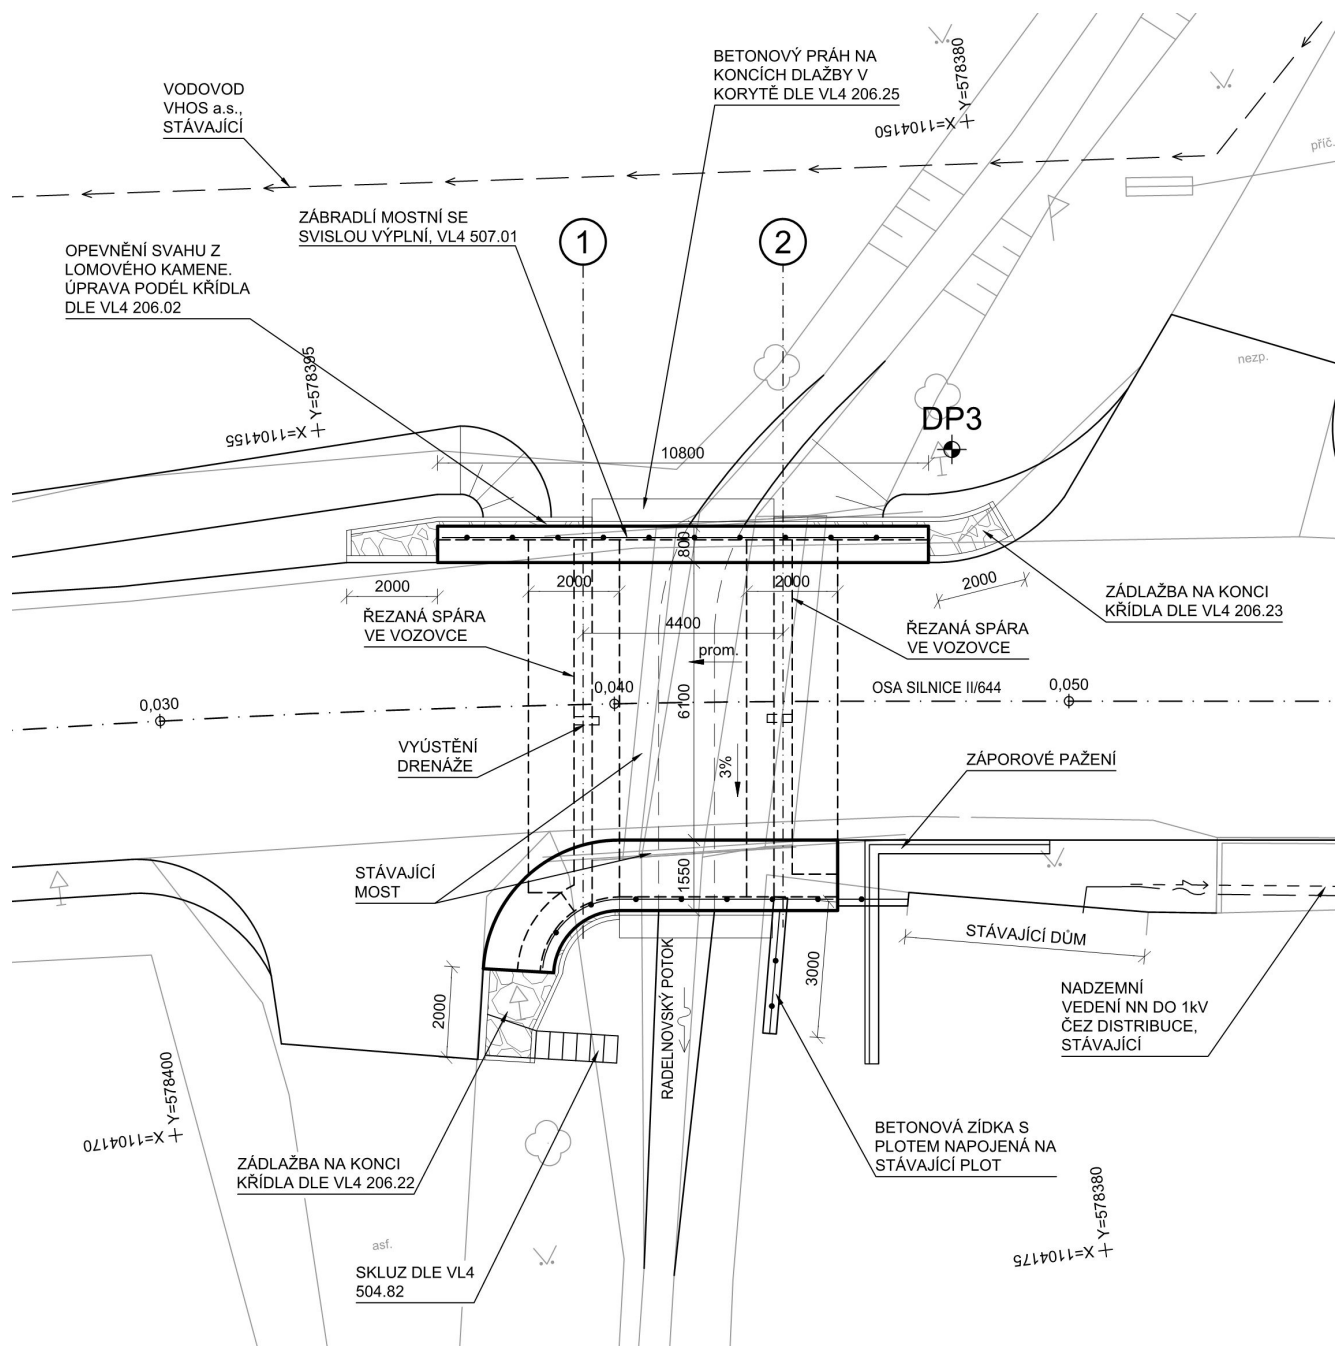 BETONOVÝ PRÁH NA
KONCÍCH DLAŽBY V
KORYTĚ DLE VL4 206.25
X=1104150
Y=578380
VODOVOD
VHOS a.s.,
STÁVAJÍCÍ
příč.
ZÁBRADLÍ MOSTNÍ SE
SVISLOU VÝPLNÍ, VL4 507.01
1
2
OPEVNĚNÍ SVAHU Z
LOMOVÉHO KAMENE.
ÚPRAVA PODÉL KŘÍDLA
DLE VL4 206.02
X=1104155
Y=578395
nezp.
DP3
10800
800
2000
2000
2000
2000
ZÁDLAŽBA NA KONCI
KŘÍDLA DLE VL4 206.23
ŘEZANÁ SPÁRA
VE VOZOVCE
4400
ŘEZANÁ SPÁRA
VE VOZOVCE
prom.
0,030
0,040
6100
OSA SILNICE II/644
0,050
VYÚSTĚNÍ
DRENÁŽE
3%
ZÁPOROVÉ PAŽENÍ
STÁVAJÍCÍ
MOST
1550
STÁVAJÍCÍ DŮM
2000
RADELNOVSKÝ POTOK
3000
NADZEMNÍ
VEDENÍ NN DO 1kV
ČEZ DISTRIBUCE,
STÁVAJÍCÍ
X=1104170
Y=578400
BETONOVÁ ZÍDKA S
PLOTEM NAPOJENÁ NA
STÁVAJÍCÍ PLOT
ZÁDLAŽBA NA KONCI
KŘÍDLA DLE VL4 206.22
X=1104175
Y=578380
asf.
SKLUZ DLE VL4
504.82